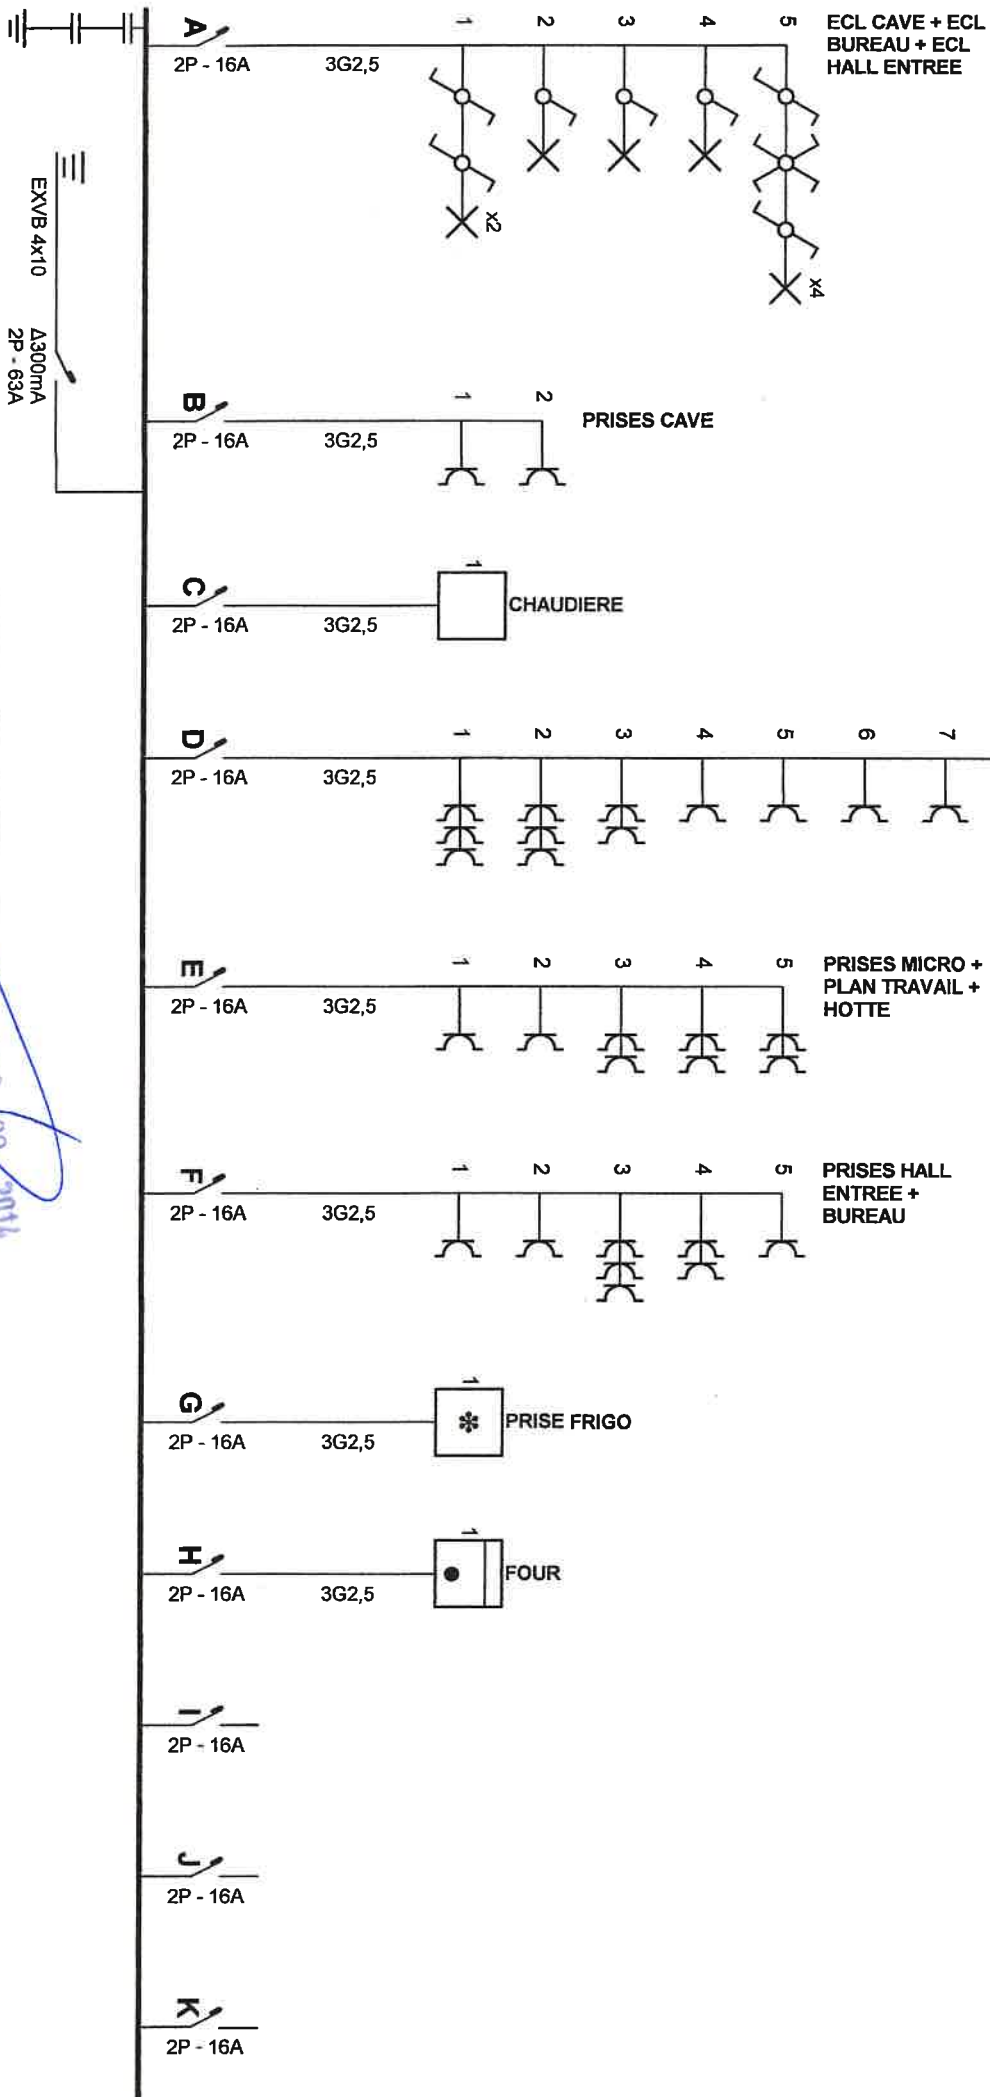 A
2P - 16A
3G2,5
1
2
3
4
5
ECL CAVE + ECL
BUREAU + ECL
HALL ENTREE
x2
x4
EXVB 4x10
Δ300mA
2P - 63A
B
2P - 16A
3G2,5
1
2
PRISES CAVE
C
2P - 16A
3G2,5
1
CHAUDIERE
D
2P - 16A
3G2,5
1
2
3
4
5
6
7
E
2P - 16A
3G2,5
1
2
3
4
5
PRISES MICRO +
PLAN TRAVAIL +
HOTTE
F
2P - 16A
3G2,5
1
2
3
4
5
PRISES HALL
ENTREE +
BUREAU
G
2P - 16A
3G2,5
1
PRISE FRIGO
H
2P - 16A
3G2,5
1
FOUR
I
2P - 16A
J
2P - 16A
K
2P - 16A